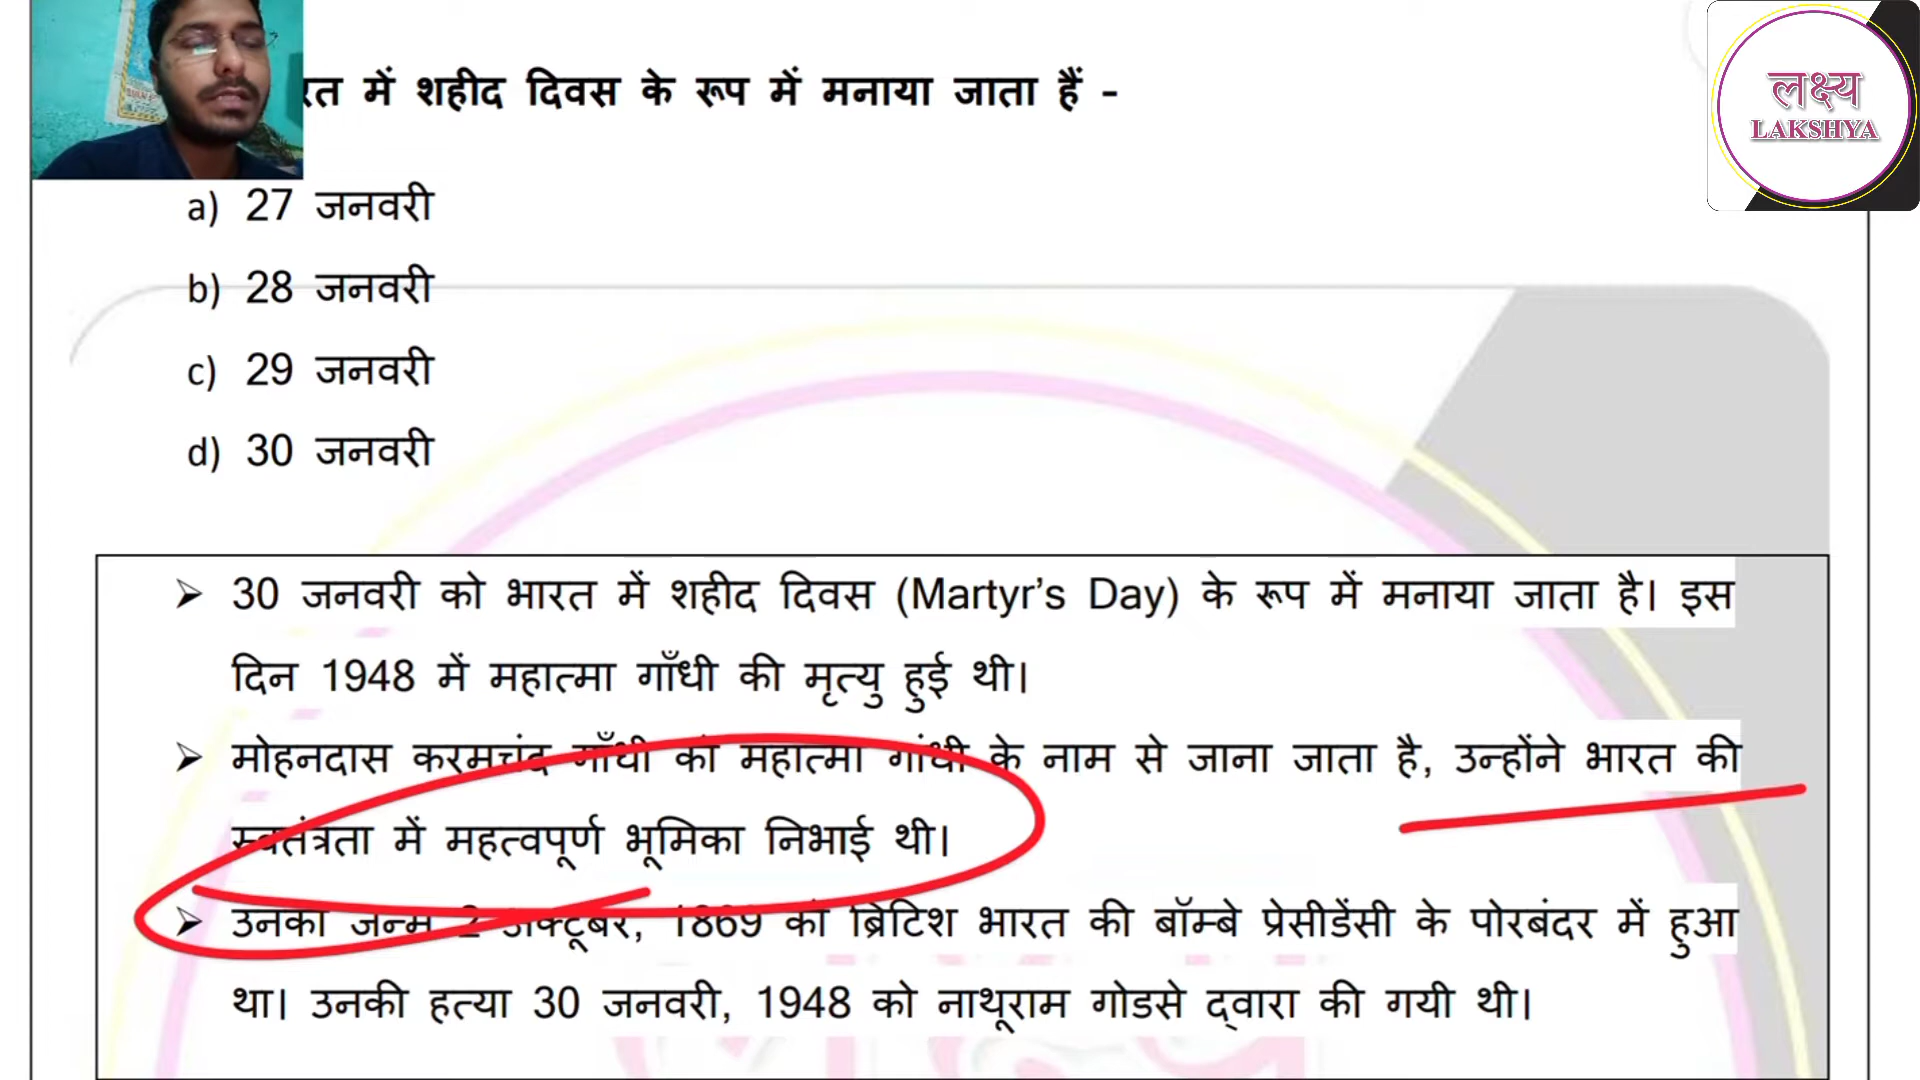 रत में शहीद दिवस के रूप में मनाया जाता हैं -
लक्ष्य
LAKSHYA
a) 27 जनवरी
b) 28 जनवरी
c) 29 जनवरी
d) 30 जनवरी
➢ 30 जनवरी को भारत में शहीद दिवस (Martyr’s Day) के रूप में मनाया जाता है। इस
दिन 1948 में महात्मा गाँधी की मृत्यु हुई थी।
➢ मोहनदास करमचंद गाँधी को महात्मा गांधी के नाम से जाना जाता है, उन्होंने भारत की
स्वतंत्रता में महत्वपूर्ण भूमिका निभाई थी।
➢ उनका जन्म 2 अक्टूबर, 1869 को ब्रिटिश भारत की बॉम्बे प्रेसीडेंसी के पोरबंदर में हुआ
था। उनकी हत्या 30 जनवरी, 1948 को नाथूराम गोडसे द्वारा की गयी थी।